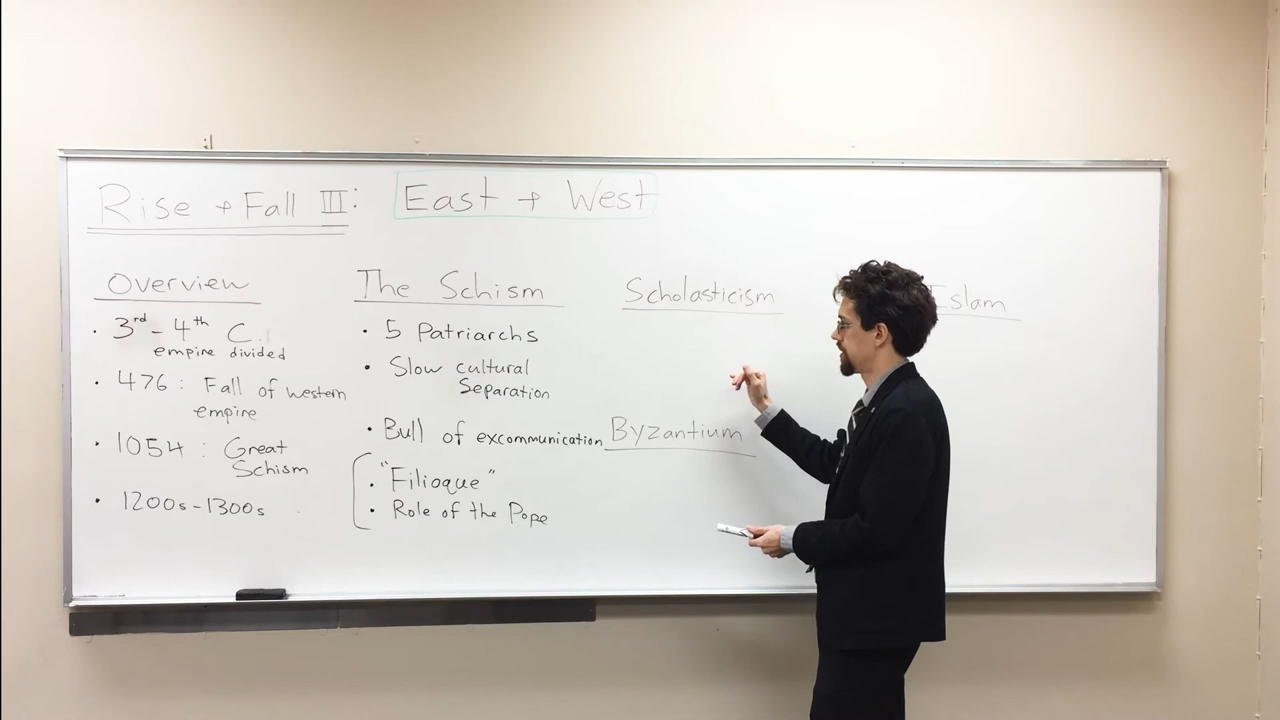 Rise + Fall III: East + West
Overview
• 3rd - 4th C.
empire divided
• 476 : Fall of western
empire
• 1054 : Great
Schism
• 1200s - 1300s
The Schism
• 5 Patriarchs
• Slow cultural
Separation
• Bull of excommunication
• "Filioque"
• Role of the Pope
Scholasticism
Byzantium
Islam